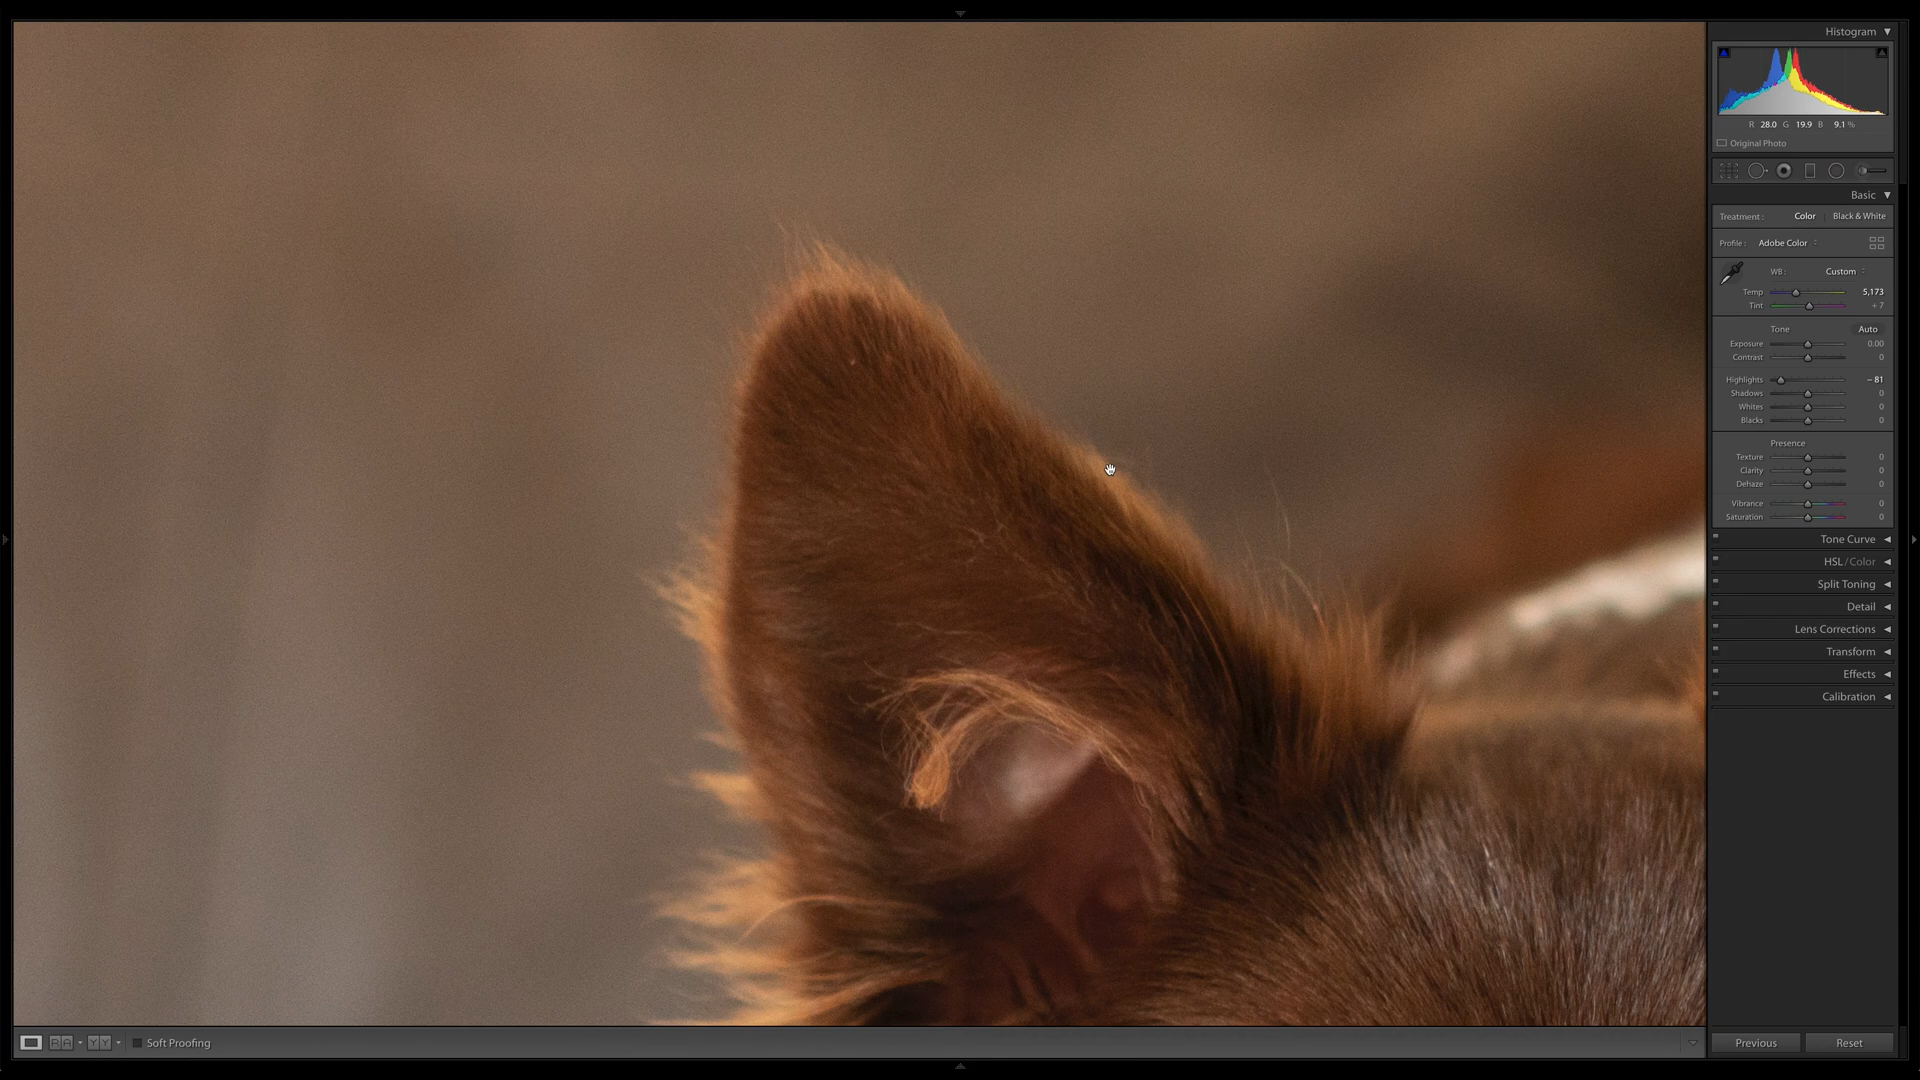 Histogram
R 28.0 G 19.9 B 9.1 %
Original Photo
Basic
Treatment : Color Black & White
Profile : Adobe Color
WB : Custom
Temp 5,173
Tint + 7
Tone Auto
Exposure 0.00
Contrast 0
Highlights − 81
Shadows 0
Whites 0
Blacks 0
Presence
Texture 0
Clarity 0
Dehaze 0
Vibrance 0
Saturation 0
Tone Curve
HSL / Color
Split Toning
Detail
Lens Corrections
Transform
Effects
Calibration
R A Y Y Soft Proofing
Previous Reset